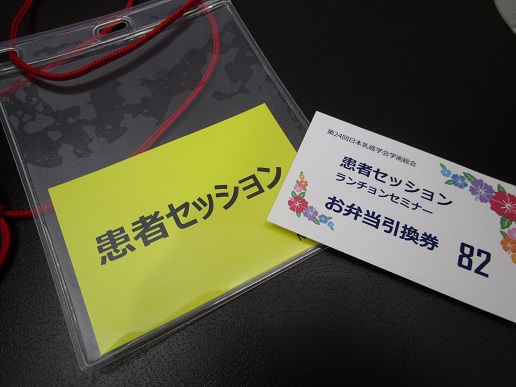 患者セッション
第24回日本乳癌学会学術総会
患者セッション
ランチョンセミナー
お弁当引換券
82